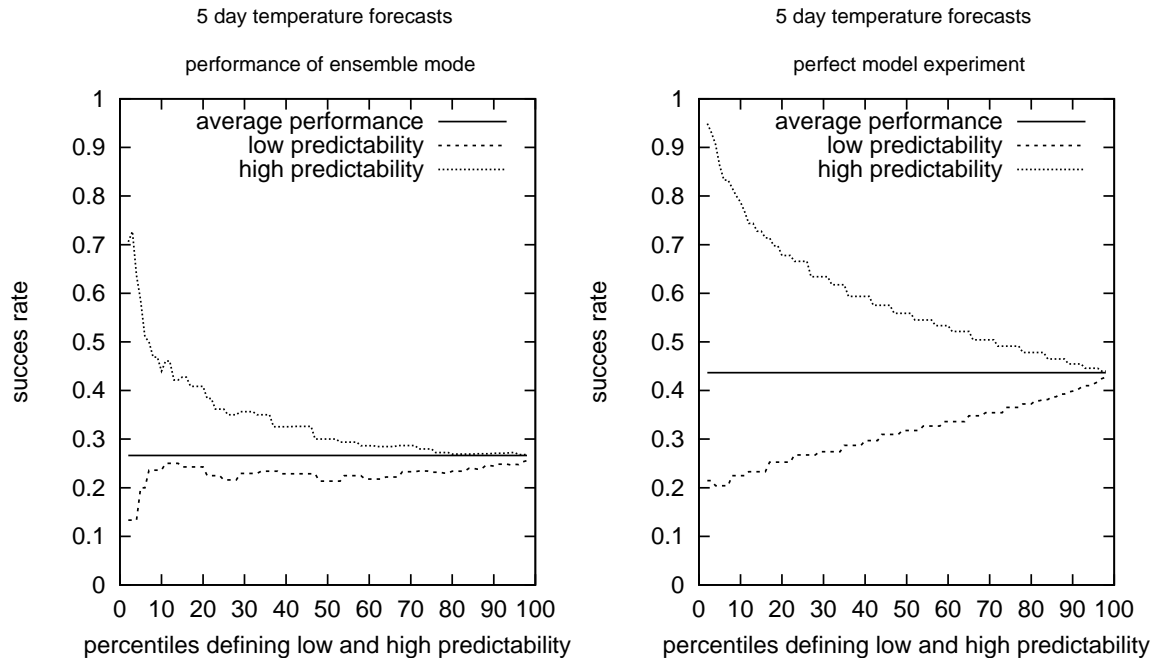 5 day temperature forecasts
performance of ensemble mode
1
0.9
0.8
0.7
0.6
0.5
0.4
0.3
0.2
0.1
0
average performance
low predictability
high predictability
succes rate
0 10 20 30 40 50 60 70 80 90 100
percentiles defining low and high predictability
5 day temperature forecasts
perfect model experiment
1
0.9
0.8
0.7
0.6
0.5
0.4
0.3
0.2
0.1
0
average performance
low predictability
high predictability
succes rate
0 10 20 30 40 50 60 70 80 90 100
percentiles defining low and high predictability